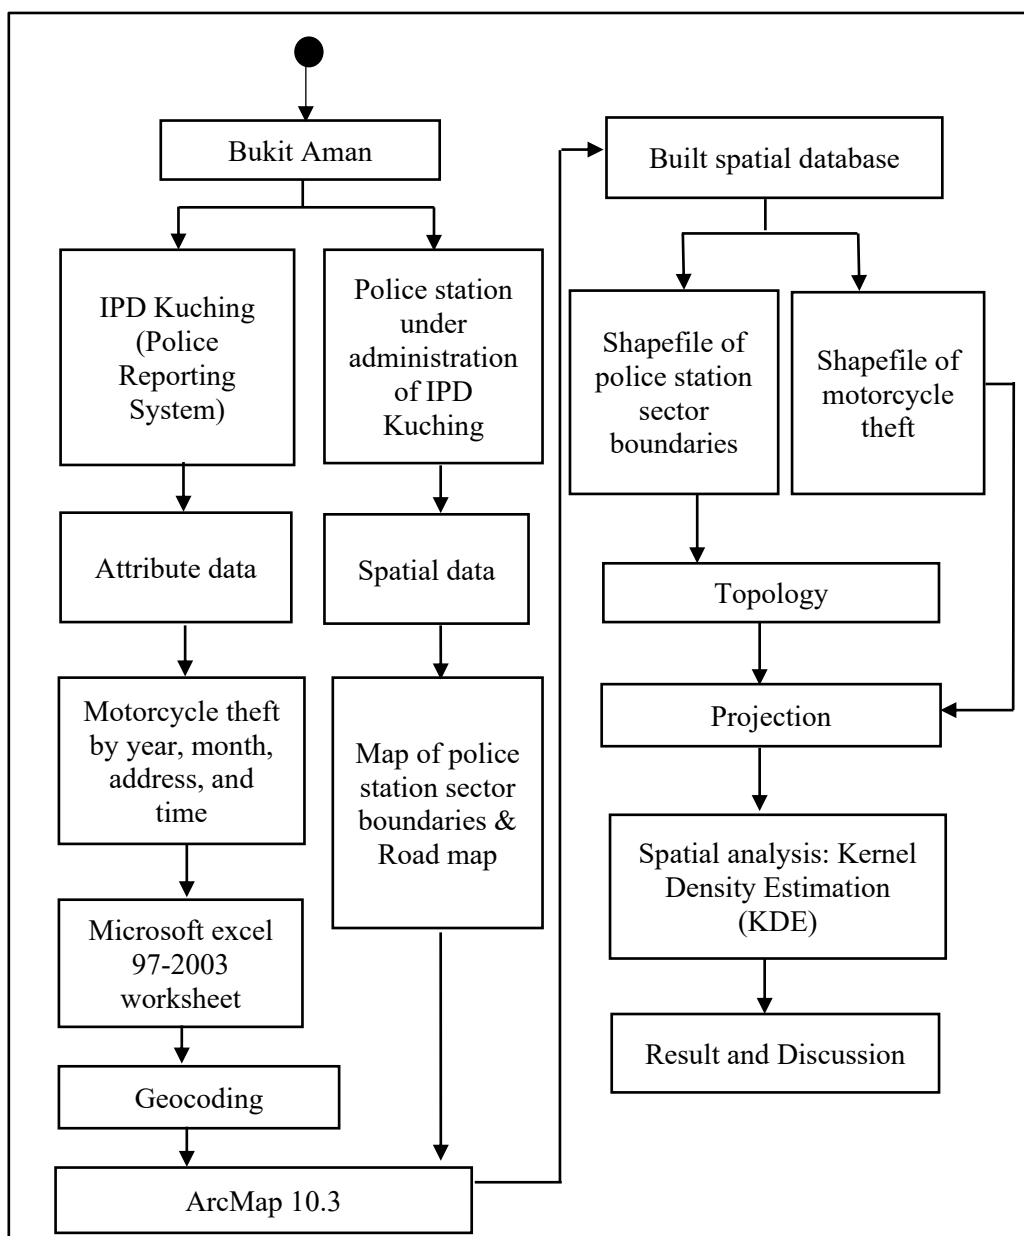 Bukit Aman
IPD Kuching
(Police
Reporting
System)
Police station
under
administration
of IPD
Kuching
Attribute data
Spatial data
Motorcycle theft
by year, month,
address, and
time
Map of police
station sector
boundaries &
Road map
Microsoft excel
97-2003
worksheet
Geocoding
ArcMap 10.3
Built spatial database
Shapefile of
police station
sector
boundaries
Shapefile of
motorcycle
theft
Topology
Projection
Spatial analysis: Kernel
Density Estimation
(KDE)
Result and Discussion